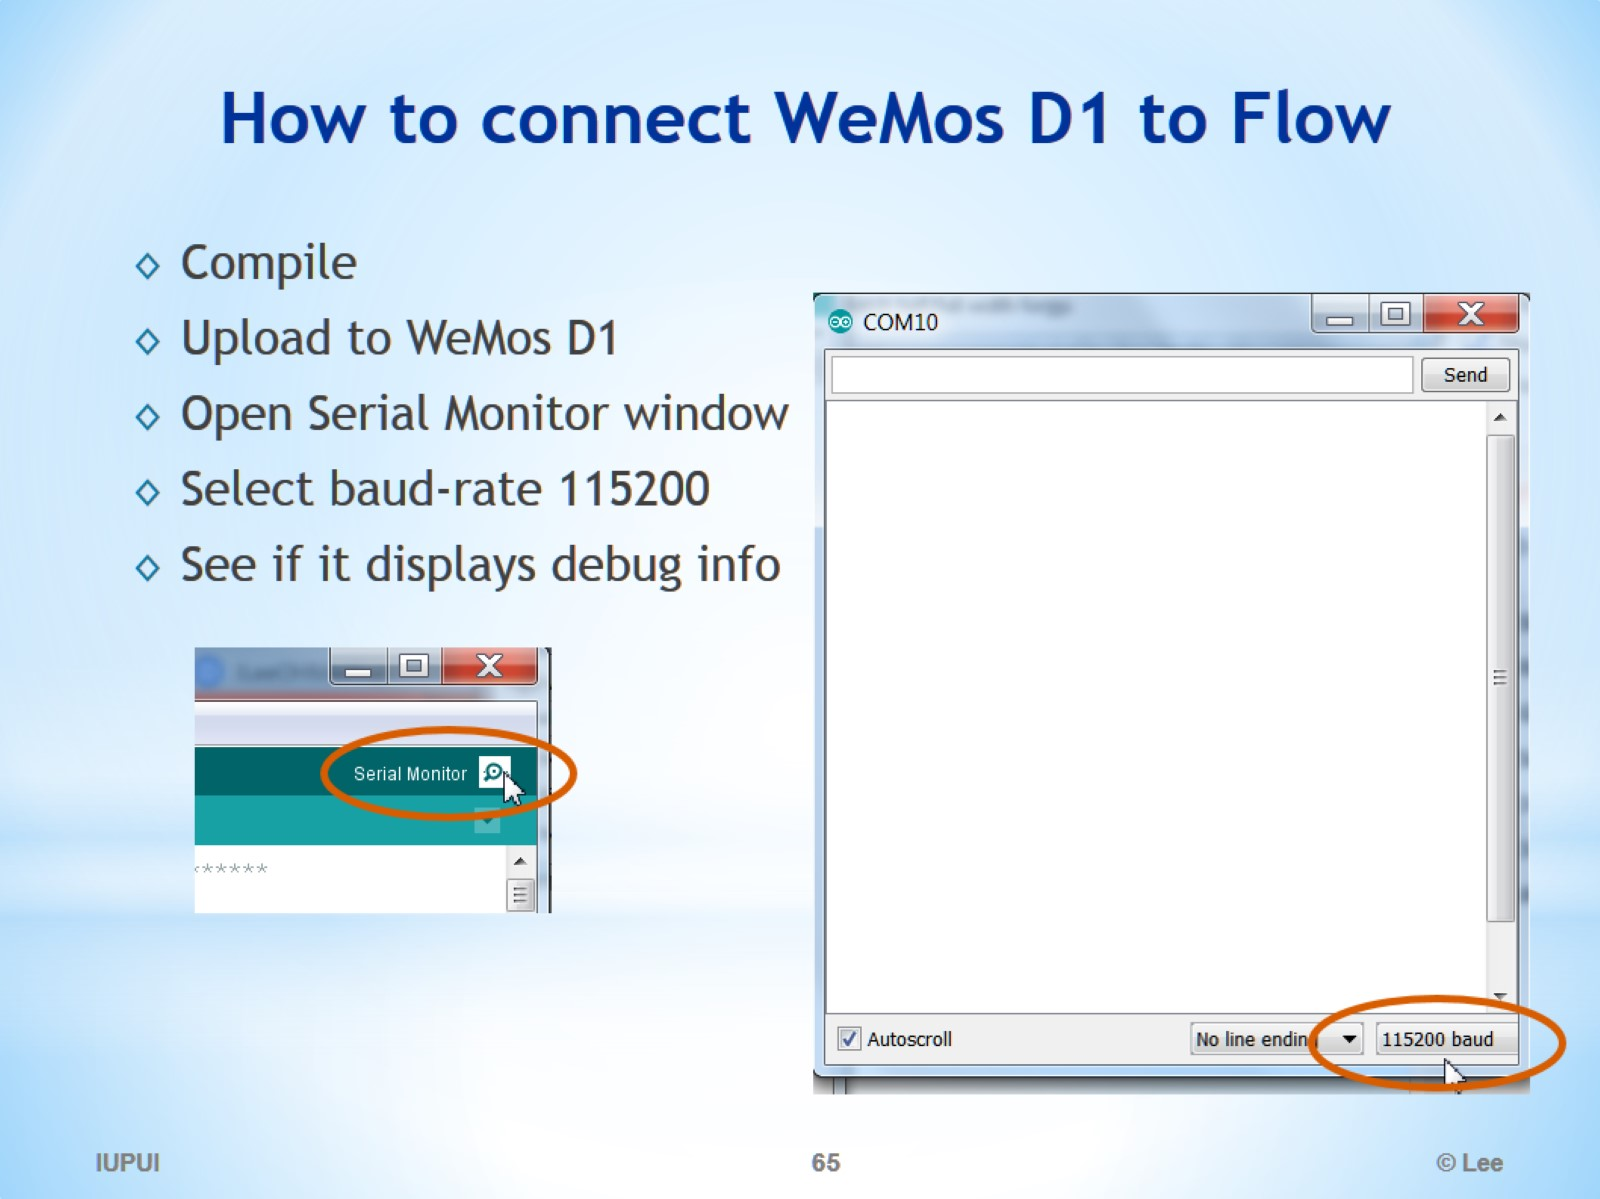 How to connect WeMos D1 to Flow
Compile
Upload to WeMos D1
Open Serial Monitor window
Select baud-rate 115200
See if it displays debug info
COM10
Send
Serial Monitor
******
Autoscroll
No line endin
115200 baud
IUPUI
65
© Lee